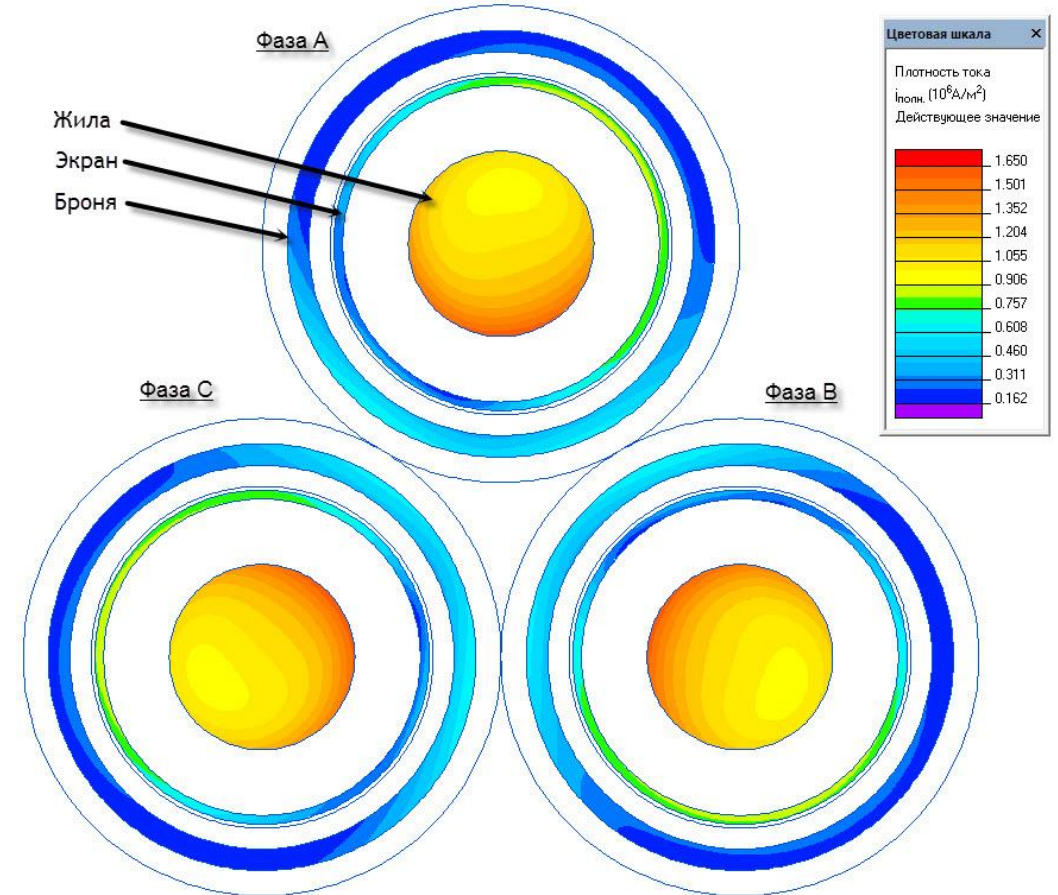 Фаза А
Жила
Экран
Броня
Фаза С
Фаза В
Цветовая шкала
Плотность тока
jполн. (10⁶А/м²)
Действующее значение
1.650
1.501
1.352
1.204
1.055
0.906
0.757
0.608
0.460
0.311
0.162